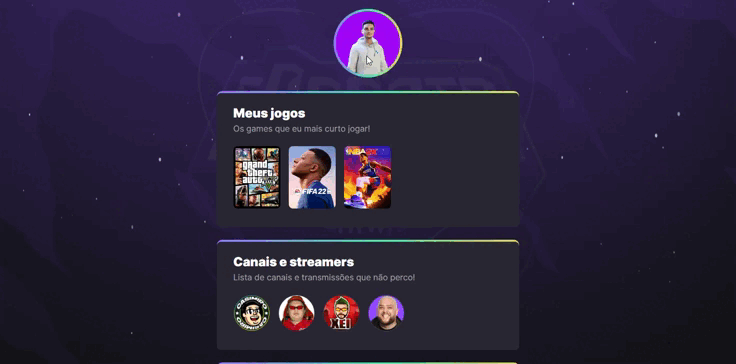 Meus jogos
Os games que eu mais curto jogar!
grand
theft
auto
FIFA 22
NBA 2K
Canais e streamers
Lista de canais e transmissões que não perco!
CASIMIRO
XEI